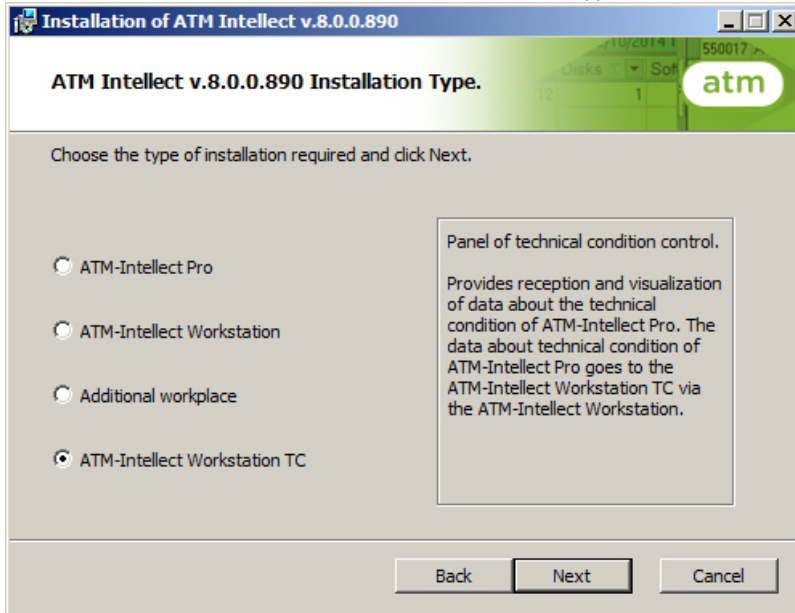 Installation of ATM Intellect v.8.0.0.890
ATM Intellect v.8.0.0.890 Installation Type.
Disks
Soft
1
550017
atm
Choose the type of installation required and click Next.
ATM-Intellect Pro
ATM-Intellect Workstation
Additional workplace
ATM-Intellect Workstation TC
Panel of technical condition control.
Provides reception and visualization
of data about the technical
condition of ATM-Intellect Pro. The
data about technical condition of
ATM-Intellect Pro goes to the
ATM-Intellect Workstation TC via
the ATM-Intellect Workstation.
Back
Next
Cancel